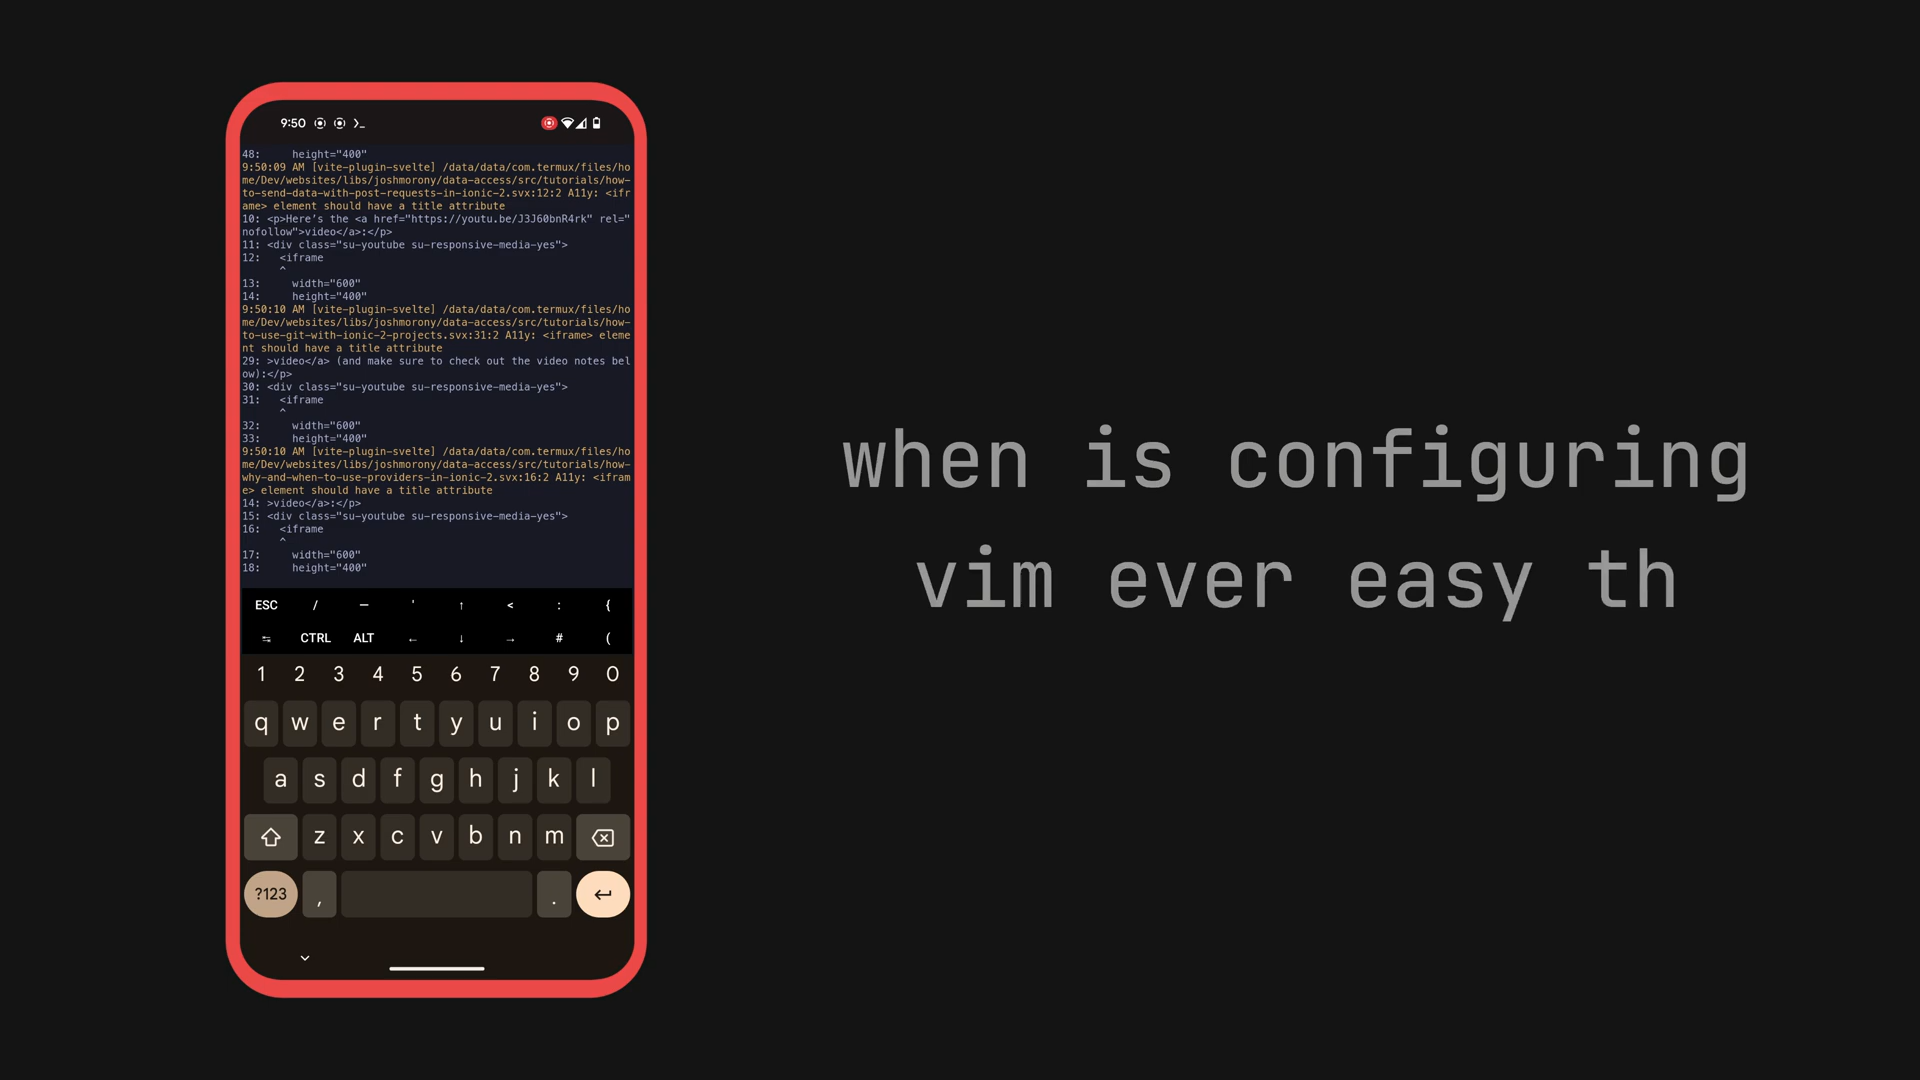 9:50
48:     height="400"
9:50:09 AM [vite-plugin-svelte] /data/data/com.termux/files/ho
me/Dev/websites/libs/joshmorony/data-access/src/tutorials/how-
to-send-data-with-post-requests-in-ionic-2.svx:12:2 A11y: <ifr
ame> element should have a title attribute
10: <p>Here’s the <a href="https://youtu.be/J3J60bnR4rk" rel="
nofollow">video</a>:</p>
11: <div class="su-youtube su-responsive-media-yes">
12:   <iframe
      ^
13:     width="600"
14:     height="400"
9:50:10 AM [vite-plugin-svelte] /data/data/com.termux/files/ho
me/Dev/websites/libs/joshmorony/data-access/src/tutorials/how-
to-use-git-with-ionic-2-projects.svx:31:2 A11y: <iframe> eleme
nt should have a title attribute
29: >video</a> (and make sure to check out the video notes bel
ow):</p>
30: <div class="su-youtube su-responsive-media-yes">
31:   <iframe
      ^
32:     width="600"
33:     height="400"
9:50:10 AM [vite-plugin-svelte] /data/data/com.termux/files/ho
me/Dev/websites/libs/joshmorony/data-access/src/tutorials/how-
why-and-when-to-use-providers-in-ionic-2.svx:16:2 A11y: <ifram
e> element should have a title attribute
14: >video</a>:</p>
15: <div class="su-youtube su-responsive-media-yes">
16:   <iframe
      ^
17:     width="600"
18:     height="400"
ESC / — ' ↑ < : {
⇆ CTRL ALT ← ↓ → # (
1 2 3 4 5 6 7 8 9 0
q w e r t y u i o p
a s d f g h j k l
z x c v b n m
?123 , .
when is configuring
vim ever easy th